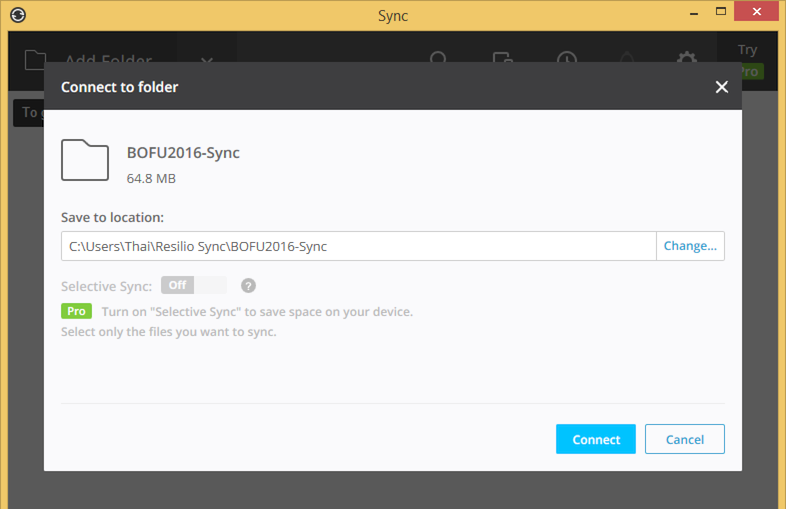 Sync
Add Folder
Try
Pro
To g
Connect to folder
BOFU2016-Sync
64.8 MB
Save to location:
C:\Users\Thai\Resilio Sync\BOFU2016-Sync
Change...
Selective Sync: Off ?
Pro Turn on "Selective Sync" to save space on your device.
Select only the files you want to sync.
Connect
Cancel